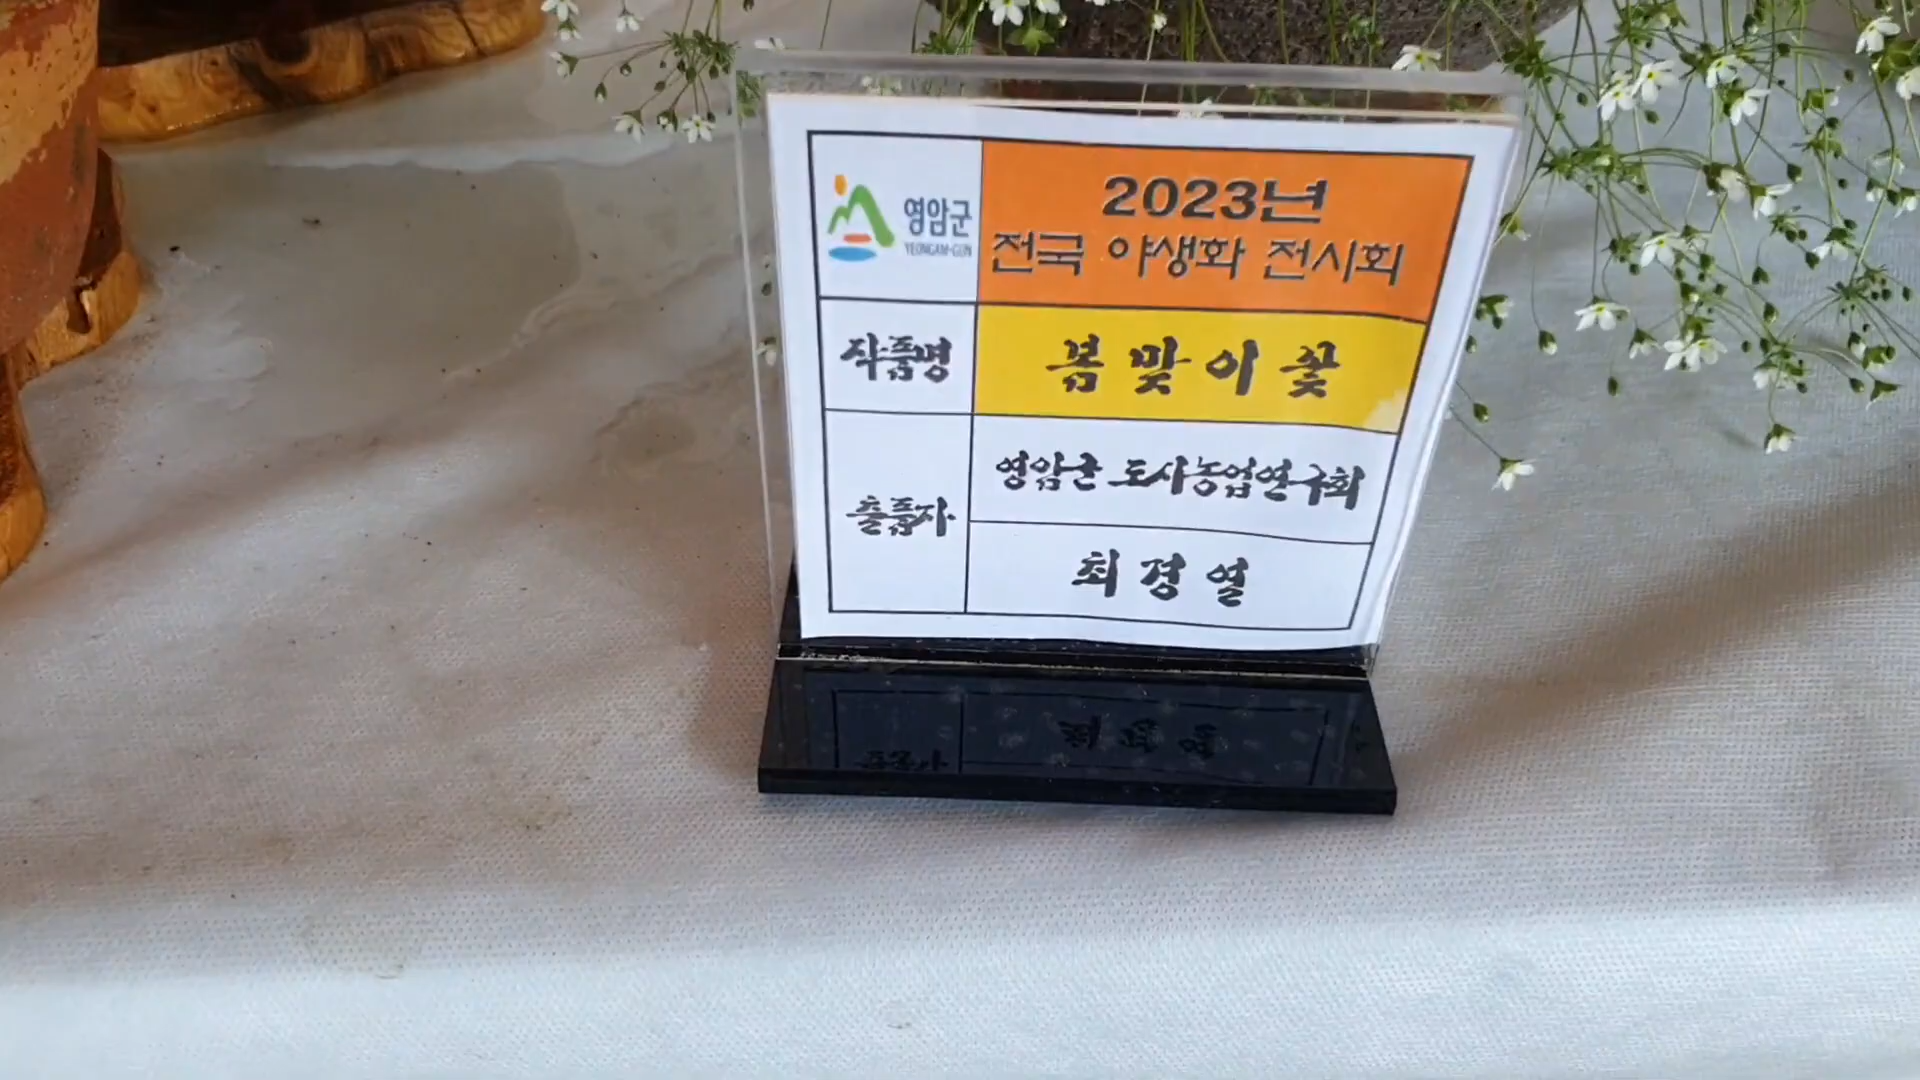 영암군
YEONGAM-GUN
2023년
전국 야생화 전시회
작품명
봄맞이꽃
출품자
영암군 도시농업연구회
최경열